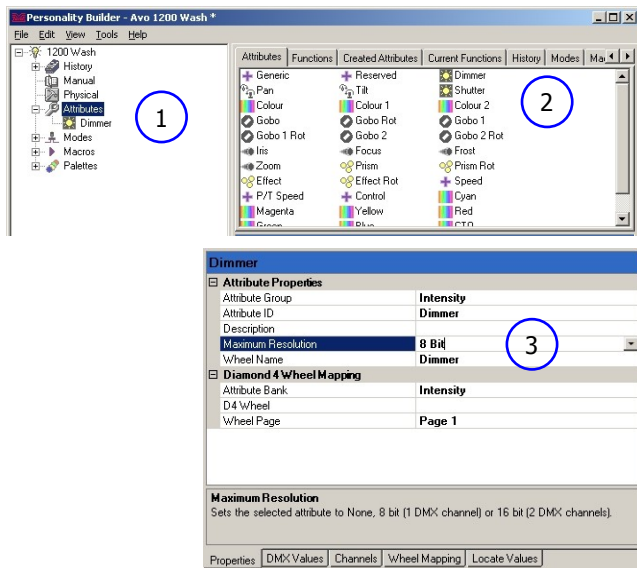 Personality Builder - Avo 1200 Wash *
File Edit View Tools Help
1200 Wash
History
Manual
Physical
Attributes
Dimmer
Modes
Macros
Palettes
1
Attributes Functions Created Attributes Current Functions History Modes
Generic Reserved Dimmer
Pan Tilt Shutter
Colour Colour 1 Colour 2
Gobo Gobo Rot Gobo 1
Gobo 1 Rot Gobo 2 Gobo 2 Rot
Iris Focus Frost
Zoom Prism Prism Rot
Effect Effect Rot Speed
P/T Speed Control Cyan
Magenta Yellow Red
Green Blue CTO
2
Dimmer
Attribute Properties
Attribute Group Intensity
Attribute ID Dimmer
Description
Maximum Resolution 8 Bit
Wheel Name Dimmer
Diamond 4 Wheel Mapping
Attribute Bank Intensity
D4 Wheel
Wheel Page Page 1
3
Maximum Resolution
Sets the selected attribute to None, 8 bit (1 DMX channel) or 16 bit (2 DMX channels).
Properties DMX Values Channels Wheel Mapping Locate Values